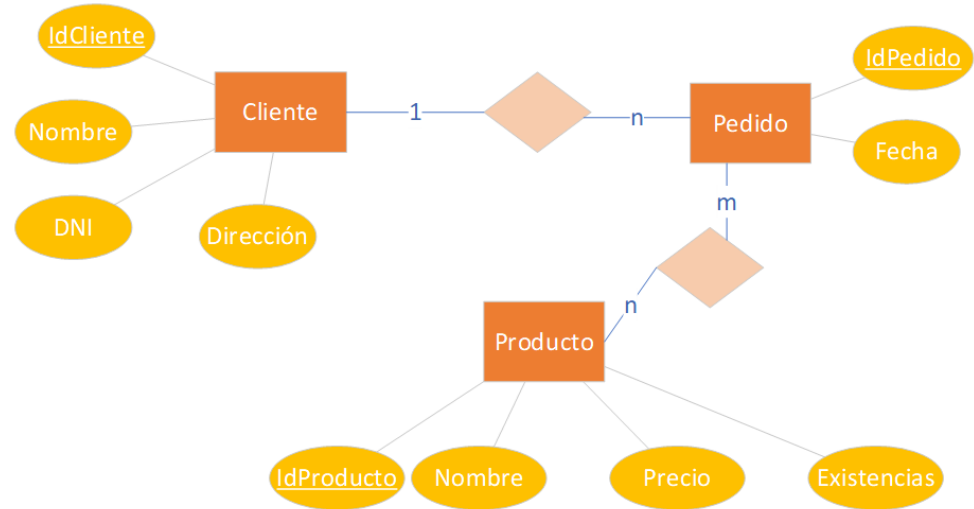 IdCliente
IdPedido
Cliente
1
n
Pedido
Nombre
Fecha
m
DNI
Dirección
n
Producto
IdProducto
Nombre
Precio
Existencias